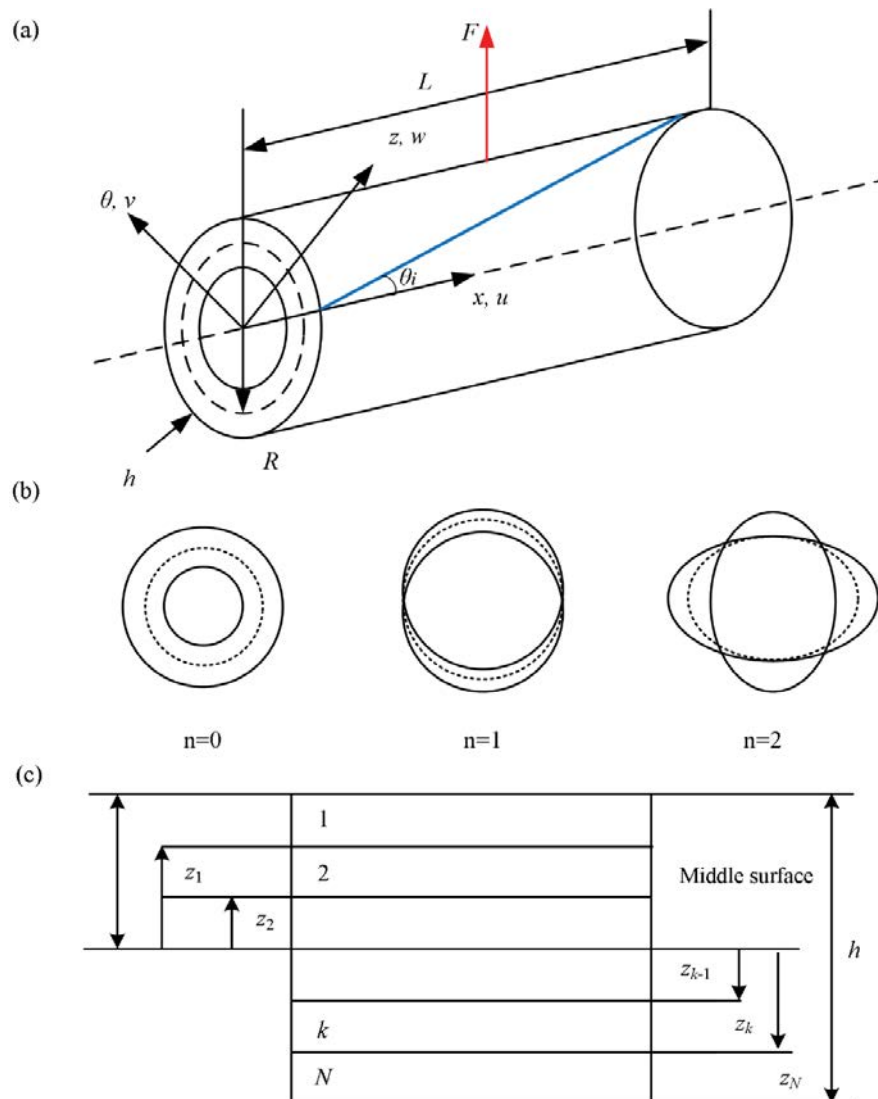 (a)
F
L
z, w
θ, v
θi
x, u
h
R
(b)
n=0
n=1
n=2
(c)
1
z1
2
Middle surface
z2
h
zk-1
k
zk
N
zN